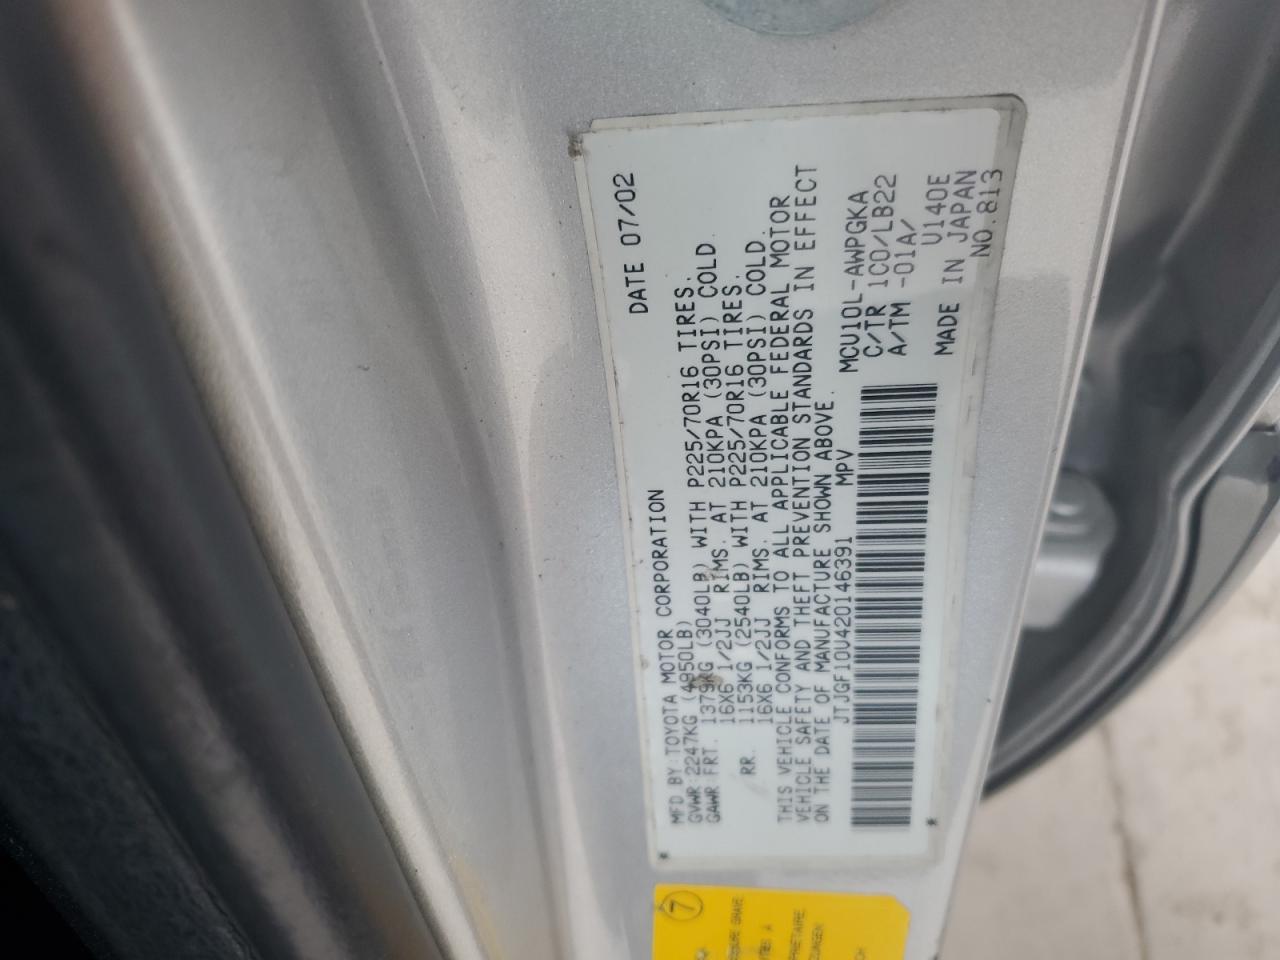 MFD BY:TOYOTA MOTOR CORPORATION DATE 07/02
GVWR:2247KG (4950LB)
GAWR:FRT. 1379KG (3040LB) WITH P225/70R16 TIRES.
16X6 1/2JJ RIMS. AT 210KPA (30PSI) COLD
RR. 1153KG (2540LB) WITH P225/70R16 TIRES.
16X6 1/2JJ RIMS. AT 210KPA (30PSI) COLD.
THIS VEHICLE CONFORMS TO ALL APPLICABLE FEDERAL MOTOR
VEHICLE SAFETY AND THEFT PREVENTION STANDARDS IN EFFECT
ON THE DATE OF MANUFACTURE SHOWN ABOVE.
JTJGF10U420146391 MPV MCU10L-AWPGKA
C/TR 1C0/LB22
A/TM -01A/ U140E
MADE IN JAPAN
NO.813
7
GRAVE
A